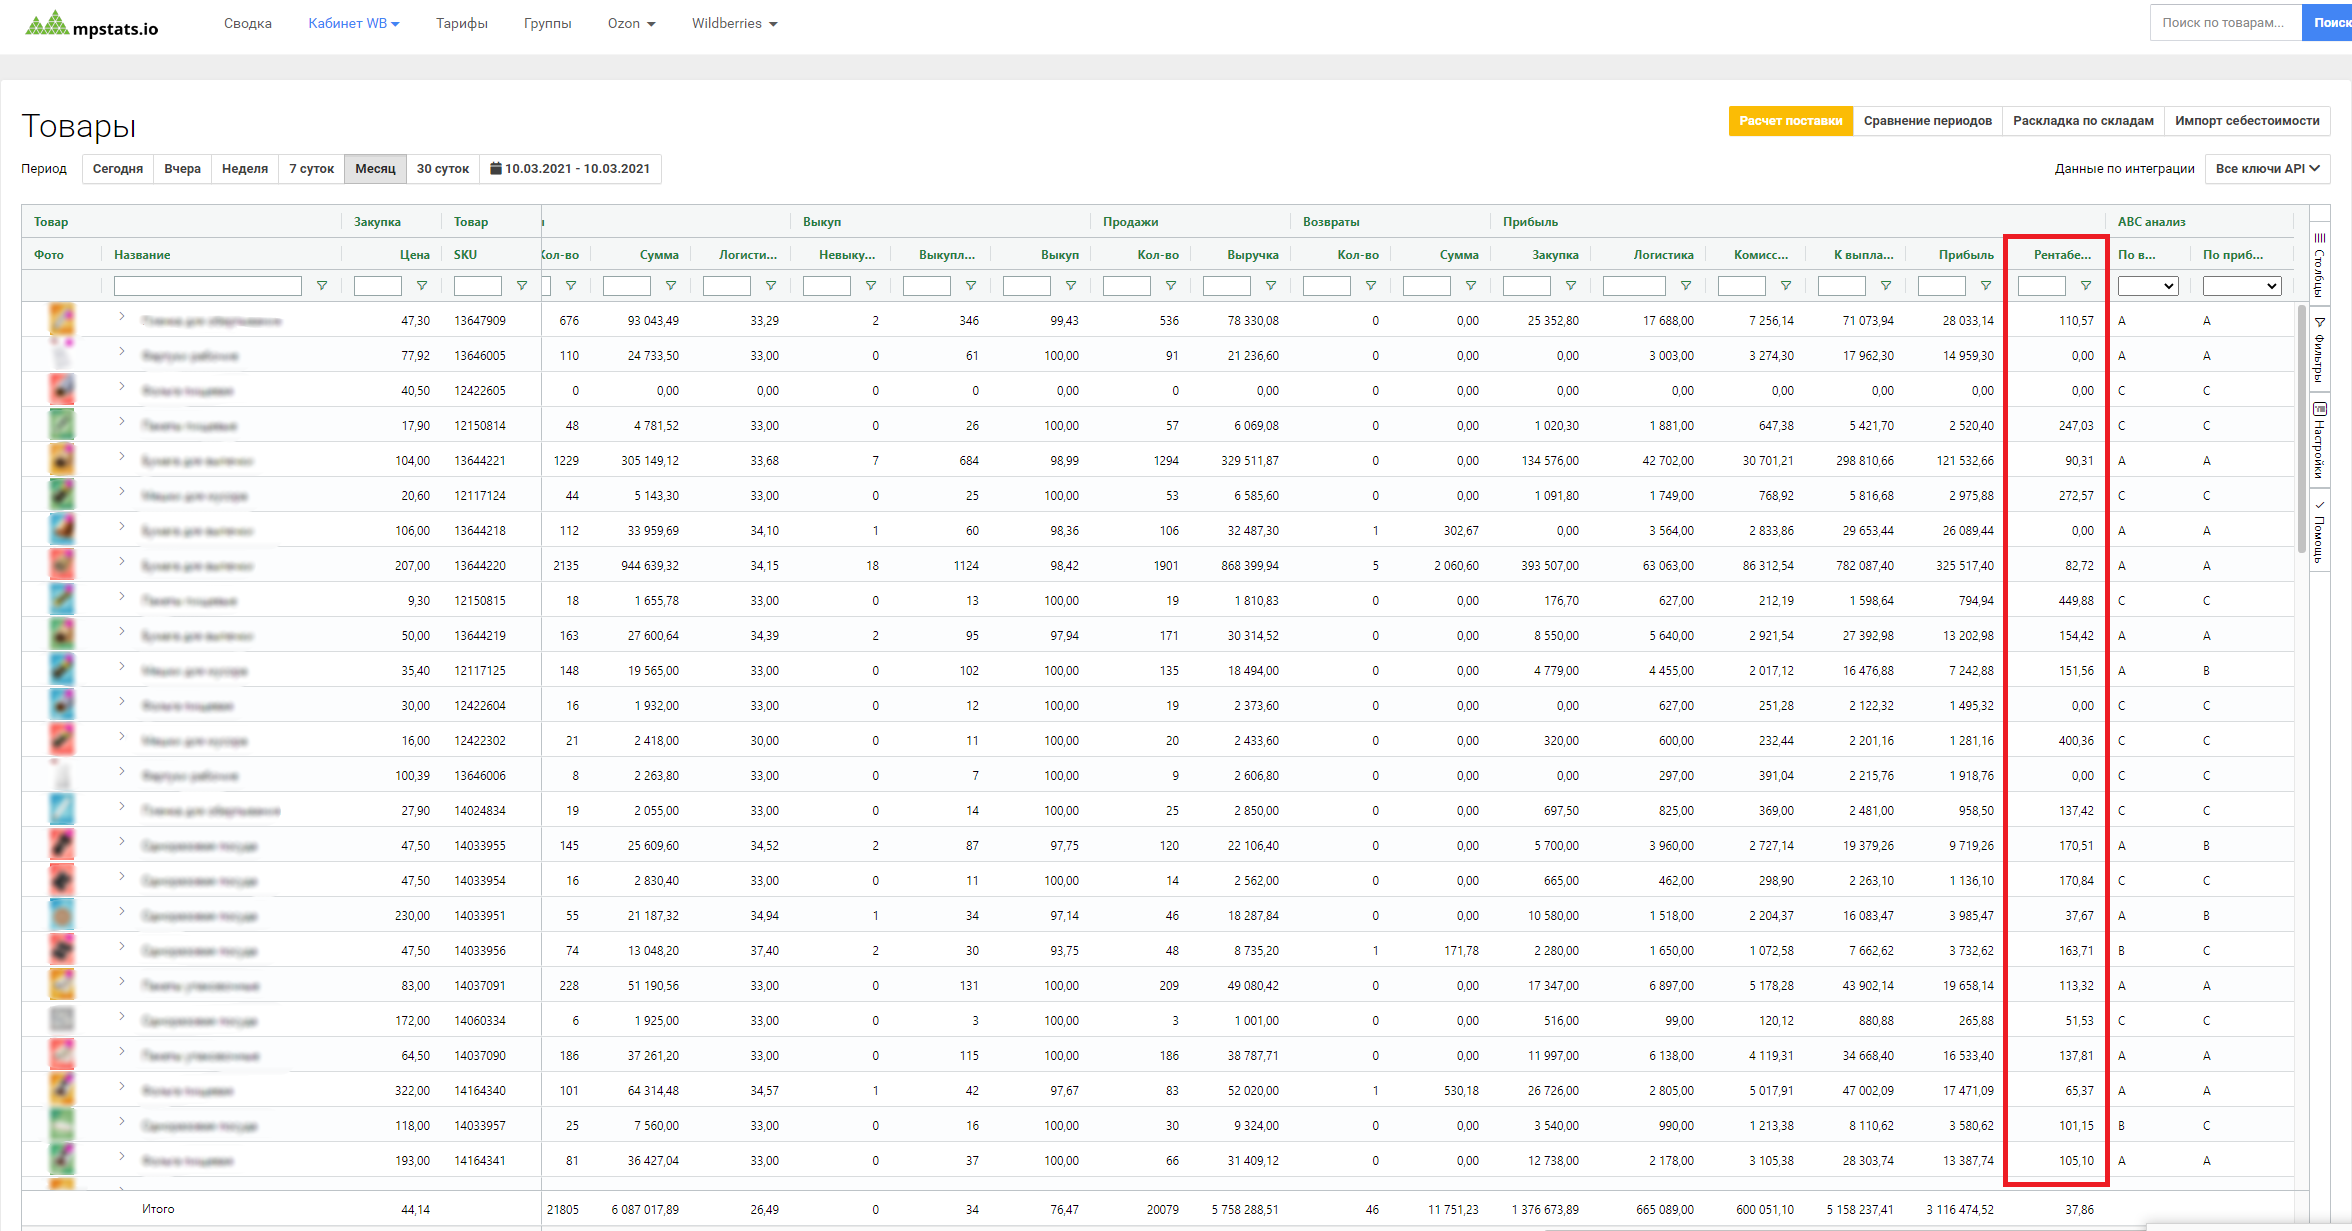 mpstats.io
Сводка Кабинет WB Тарифы Группы Ozon Wildberries Поиск по товарам... Поиск
Товары
Расчет поставки Сравнение периодов Раскладка по складам Импорт себестоимости
Период Сегодня Вчера Неделя 7 суток Месяц 30 суток 10.03.2021 - 10.03.2021 Данные по интеграции Все ключи API
Товар Закупка Товар Выкуп Продажи Возвраты Прибыль ABC анализ
Фото Название Цена SKU Кол-во Сумма Логисти... Невыку... Выкупл... Выкуп Кол-во Выручка Кол-во Сумма Закупка Логистика Комисс... К выпла... Прибыль Рентабе... По в... По приб...
47,30 13647909 676 93 043,49 33,29 2 346 99,43 536 78 330,08 0 0,00 25 352,80 17 688,00 7 256,14 71 073,94 28 033,14 110,57 A A
77,92 13646005 110 24 733,50 33,00 0 61 100,00 91 21 236,60 0 0,00 0,00 3 003,00 3 274,30 17 962,30 14 959,30 0,00 A A
40,50 12422605 0 0,00 0,00 0 0 0,00 0 0,00 0 0,00 0,00 0,00 0,00 0,00 0,00 0,00 C C
17,90 12150814 48 4 781,52 33,00 0 26 100,00 57 6 069,08 0 0,00 1 020,30 1 881,00 647,38 5 421,70 2 520,40 247,03 C C
104,00 13644221 1229 305 149,12 33,68 7 684 98,99 1294 329 511,87 0 0,00 134 576,00 42 702,00 30 701,21 298 810,66 121 532,66 90,31 A A
20,60 12117124 44 5 143,30 33,00 0 25 100,00 53 6 585,60 0 0,00 1 091,80 1 749,00 768,92 5 816,68 2 975,88 272,57 C C
106,00 13644218 112 33 959,69 34,10 1 60 98,36 106 32 487,30 1 302,67 0,00 3 564,00 2 833,86 29 653,44 26 089,44 0,00 A A
207,00 13644220 2135 944 639,32 34,15 18 1124 98,42 1901 868 399,94 5 2 060,60 393 507,00 63 063,00 86 312,54 782 087,40 325 517,40 82,72 A A
9,30 12150815 18 1 655,78 33,00 0 13 100,00 19 1 810,83 0 0,00 176,70 627,00 212,19 1 598,64 794,94 449,88 C C
50,00 13644219 163 27 600,64 34,39 2 95 97,94 171 30 314,52 0 0,00 8 550,00 5 640,00 2 921,54 27 392,98 13 202,98 154,42 A A
35,40 12117125 148 19 565,00 33,00 0 102 100,00 135 18 494,00 0 0,00 4 779,00 4 455,00 2 017,12 16 476,88 7 242,88 151,56 A B
30,00 12422604 16 1 932,00 33,00 0 12 100,00 19 2 373,60 0 0,00 0,00 627,00 251,28 2 122,32 1 495,32 0,00 C C
16,00 12422302 21 2 418,00 30,00 0 11 100,00 20 2 433,60 0 0,00 320,00 600,00 232,44 2 201,16 1 281,16 400,36 C C
100,39 13646006 8 2 263,80 33,00 0 7 100,00 9 2 606,80 0 0,00 0,00 297,00 391,04 2 215,76 1 918,76 0,00 C C
27,90 14024834 19 2 055,00 33,00 0 14 100,00 25 2 850,00 0 0,00 697,50 825,00 369,00 2 481,00 958,50 137,42 C C
47,50 14033955 145 25 609,60 34,52 2 87 97,75 120 22 106,40 0 0,00 5 700,00 3 960,00 2 727,14 19 379,26 9 719,26 170,51 A B
47,50 14033954 16 2 830,40 33,00 0 11 100,00 14 2 562,00 0 0,00 665,00 462,00 298,90 2 263,10 1 136,10 170,84 C C
230,00 14033951 55 21 187,32 34,94 1 34 97,14 46 18 287,84 0 0,00 10 580,00 1 518,00 2 204,37 16 083,47 3 985,47 37,67 A B
47,50 14033956 74 13 048,20 37,40 2 30 93,75 48 8 735,20 1 171,78 2 280,00 1 650,00 1 072,58 7 662,62 3 732,62 163,71 B C
83,00 14037091 228 51 190,56 33,00 0 131 100,00 209 49 080,42 0 0,00 17 347,00 6 897,00 5 178,28 43 902,14 19 658,14 113,32 A A
172,00 14060334 6 1 925,00 33,00 0 3 100,00 3 1 001,00 0 0,00 516,00 99,00 120,12 880,88 265,88 51,53 C C
64,50 14037090 186 37 261,20 33,00 0 115 100,00 186 38 787,71 0 0,00 11 997,00 6 138,00 4 119,31 34 668,40 16 533,40 137,81 A A
322,00 14164340 101 64 314,48 34,57 1 42 97,67 83 52 020,00 1 530,18 26 726,00 2 805,00 5 017,91 47 002,09 17 471,09 65,37 A A
118,00 14033957 25 7 560,00 33,00 0 16 100,00 30 9 324,00 0 0,00 3 540,00 990,00 1 213,38 8 110,62 3 580,62 101,15 B C
193,00 14164341 81 36 427,04 33,00 0 37 100,00 66 31 409,12 0 0,00 12 738,00 2 178,00 3 105,38 28 303,74 13 387,74 105,10 A A
Итого 44,14 21805 6 087 017,89 26,49 0 34 76,47 20079 5 758 288,51 46 11 751,23 1 376 673,89 665 089,00 600 051,10 5 158 237,41 3 116 474,52 37,86
Столбцы
Фильтры
Настройки
Помощь